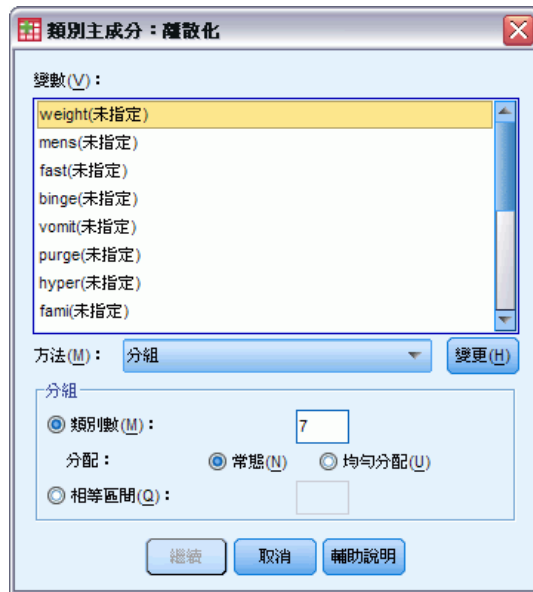 類別主成分：離散化
變數(V)：
weight(未指定)
mens(未指定)
fast(未指定)
binge(未指定)
vomit(未指定)
purge(未指定)
hyper(未指定)
fami(未指定)
方法(M)： 分組 變更(H)
分組
類別數(M)： 7
分配： 常態(N) 均勻分配(U)
相等區間(Q)：
繼續 取消 輔助說明